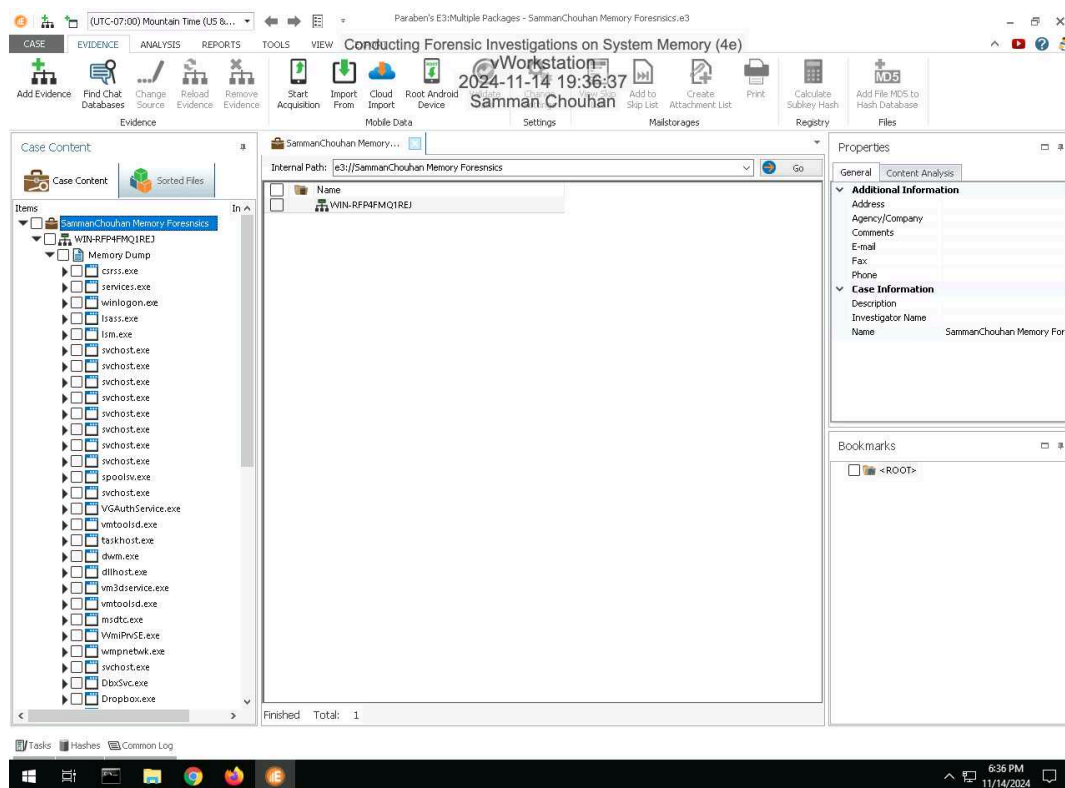 (UTC-07:00) Mountain Time (US &...
Paraben's E3:Multiple Packages - SammanChouhan Memory Foresnsics.e3
CASE EVIDENCE ANALYSIS REPORTS TOOLS VIEW
Conducting Forensic Investigations on System Memory (4e)
vWorkstation
2024-11-14 19:36:37
Samman Chouhan
Add Evidence
Find Chat Databases
Change Source
Reload Evidence
Remove Evidence
Start Acquisition
Import From
Cloud Import
Root Android Device
Add to Skip List
Create Attachment List
Print
Calculate Subkey Hash
MD5
Add File MD5 to Hash Database
Evidence
Mobile Data
Settings
Mailstorages
Registry
Files
Case Content
Case Content
Sorted Files
Items
In
SammanChouhan Memory Foresnsics
WIN-RFP4FMQ1REJ
Memory Dump
csrss.exe
services.exe
winlogon.exe
lsass.exe
lsm.exe
svchost.exe
svchost.exe
svchost.exe
svchost.exe
svchost.exe
svchost.exe
svchost.exe
svchost.exe
spoolsv.exe
svchost.exe
VGAuthService.exe
vmtoolsd.exe
taskhost.exe
dwm.exe
dllhost.exe
vm3dservice.exe
vmtoolsd.exe
msdtc.exe
WmiPrvSE.exe
wmpnetwk.exe
svchost.exe
DbxSvc.exe
Dropbox.exe
SammanChouhan Memory...
Internal Path: e3://SammanChouhan Memory Foresnsics
Go
Name
WIN-RFP4FMQ1REJ
Finished Total: 1
Properties
General
Content Analysis
Additional Information
Address
Agency/Company
Comments
E-mail
Fax
Phone
Case Information
Description
Investigator Name
Name SammanChouhan Memory For
Bookmarks
<ROOT>
Tasks
Hashes
Common Log
6:36 PM
11/14/2024